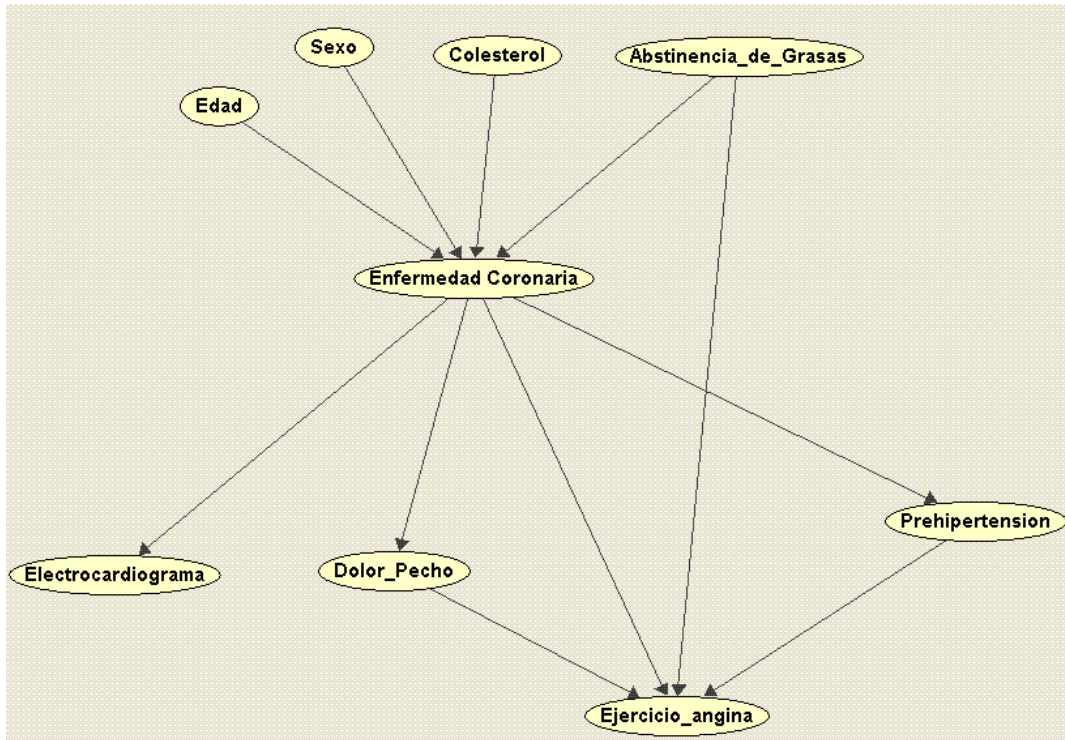 Sexo
Colesterol
Abstinencia_de_Grasas
Edad
Enfermedad Coronaria
Prehipertension
Electrocardiograma
Dolor_Pecho
Ejercicio_angina